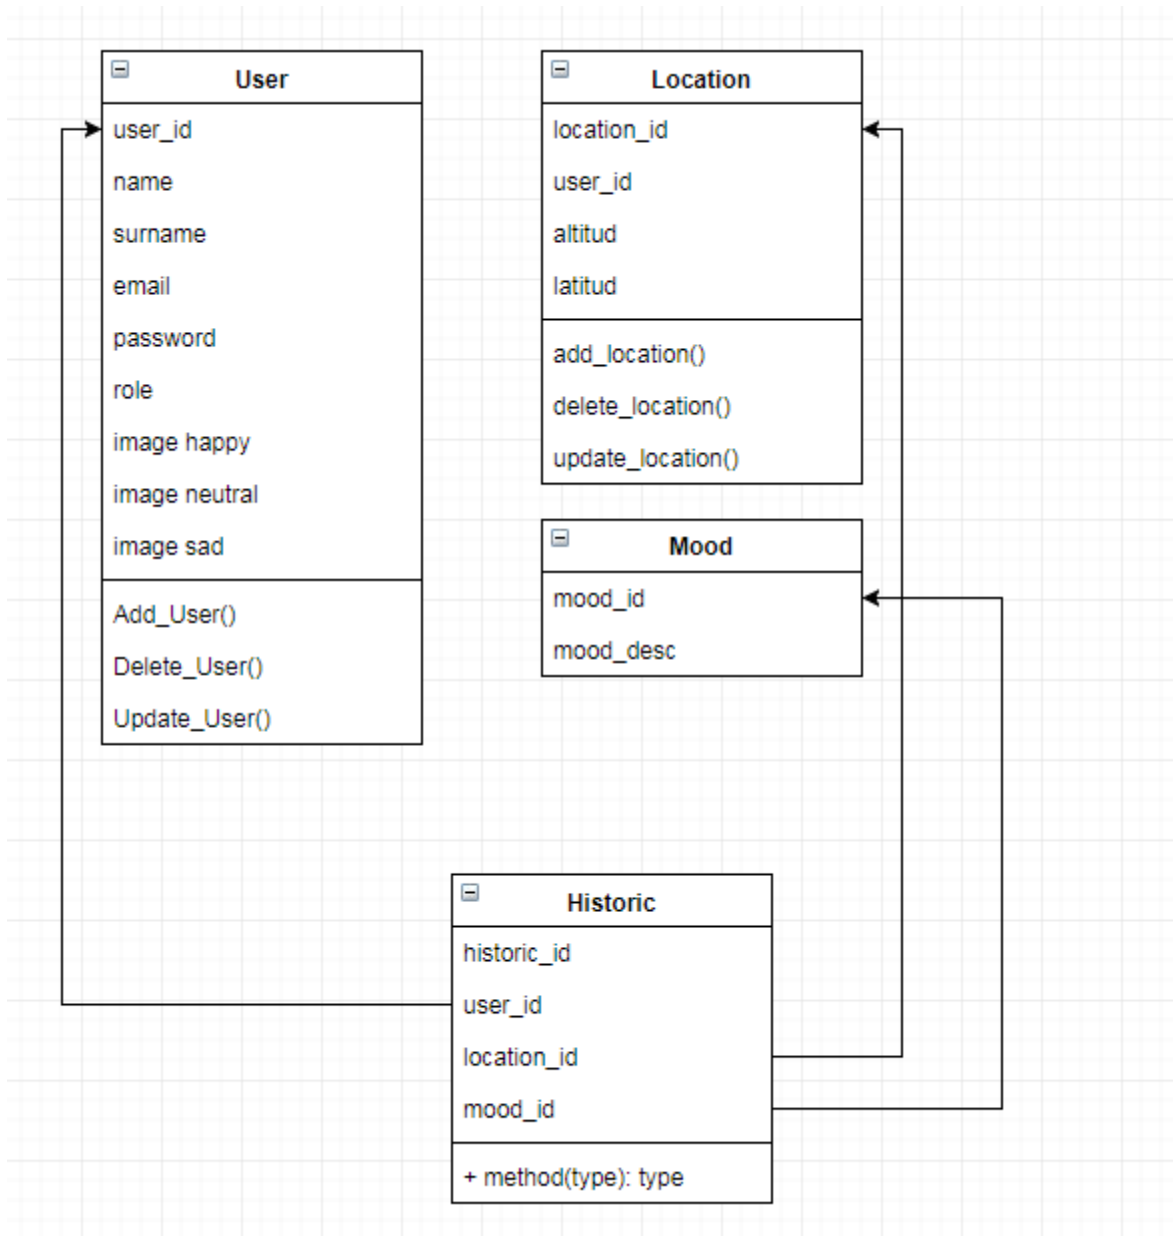 User
user_id
name
surname
email
password
role
image happy
image neutral
image sad
Add_User()
Delete_User()
Update_User()
Location
location_id
user_id
altitud
latitud
add_location()
delete_location()
update_location()
Mood
mood_id
mood_desc
Historic
historic_id
user_id
location_id
mood_id
+ method(type): type